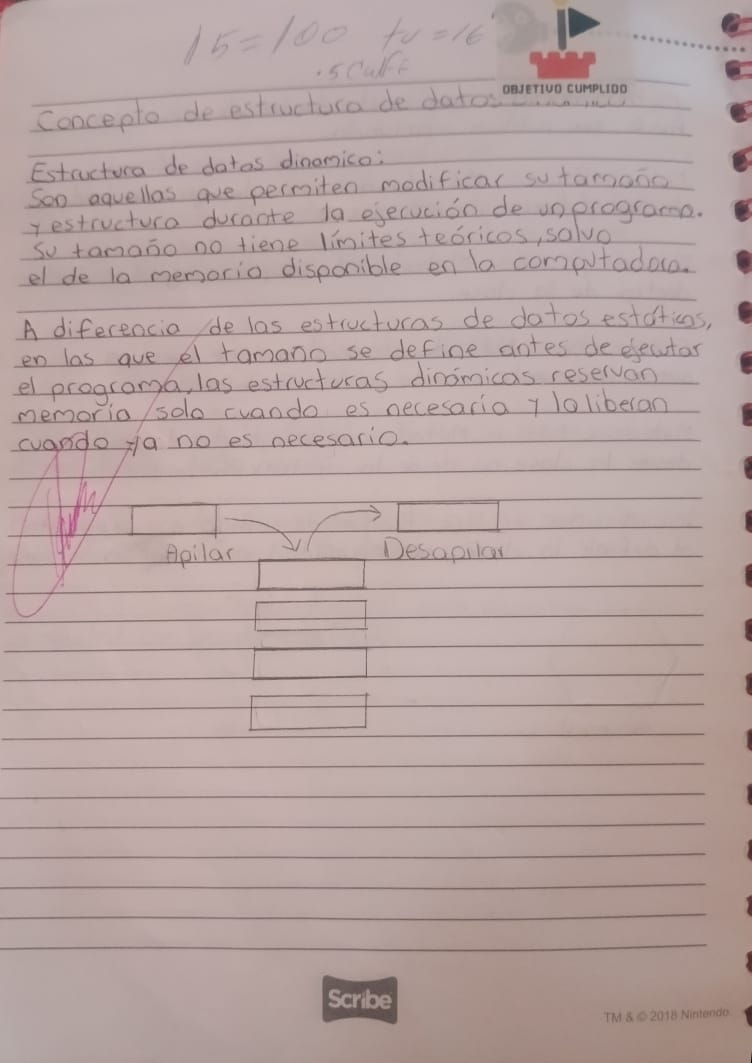 15=100 tu=16
.5 Calif
OBJETIVO CUMPLIDO
Concepto de estructura de datos
Estructura de datos dinamico:
Son aquellas que permiten modificar su tamaño
y estructura durante la ejecución de un programa.
Su tamaño no tiene límites teóricos, salvo
el de la memoria disponible en la computadora.
A diferencia de las estructuras de datos estáticas,
en las que el tamaño se define antes de ejecutar
el programa, las estructuras dinámicas reservan
memoria solo cuando es necesaria y la liberan
cuando ya no es necesario.
Apilar
Desapilar
Scribe
TM & © 2018 Nintendo